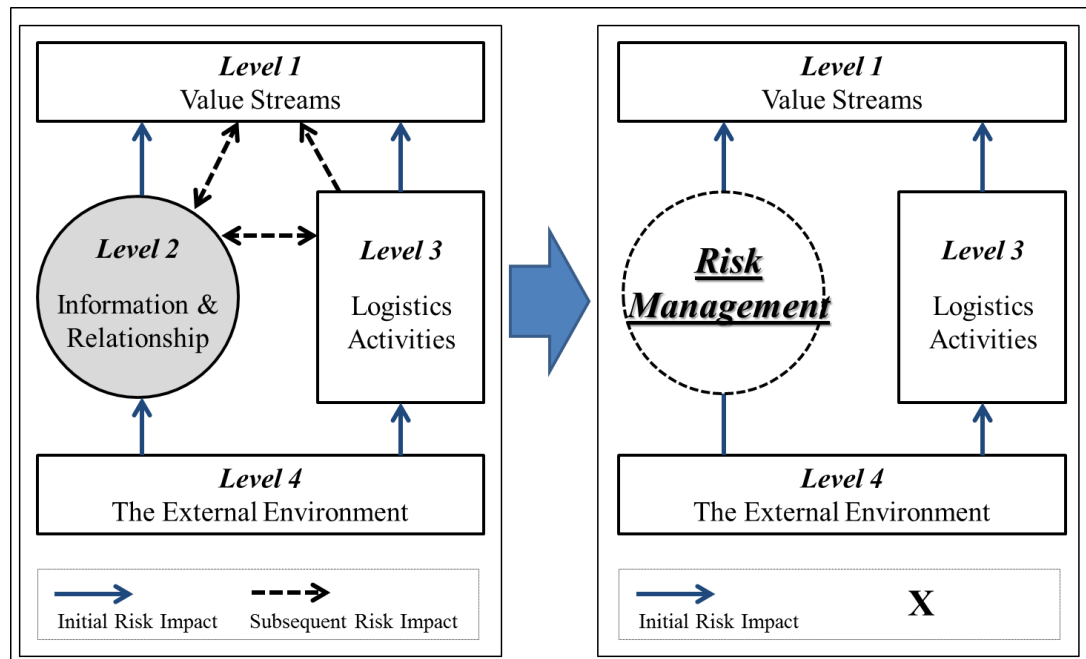 Level 1
Value Streams
Level 2
Information &
Relationship
Level 3
Logistics
Activities
Level 4
The External Environment
Initial Risk Impact
Subsequent Risk Impact
Level 1
Value Streams
Risk
Management
Level 3
Logistics
Activities
Level 4
The External Environment
Initial Risk Impact
X